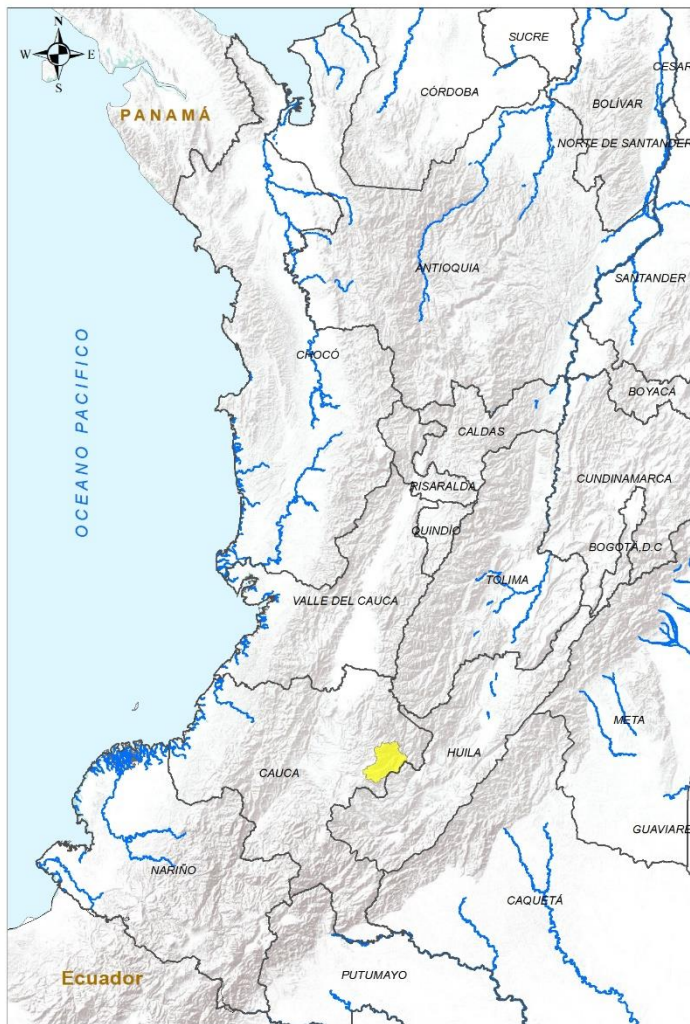 N
W E
S
SUCRE
CESAR
CÓRDOBA
BOLÍVAR
PANAMÁ
NORTE DE SANTANDER
ANTIOQUIA
SANTANDER
OCEANO PACIFICO
CHOCÓ
BOYACÁ
CALDAS
CUNDINAMARCA
RISARALDA
QUINDÍO
BOGOTÁ,D.C
TOLIMA
VALLE DEL CAUCA
META
HUILA
CAUCA
GUAVIARE
NARIÑO
CAQUETÁ
Ecuador
PUTUMAYO